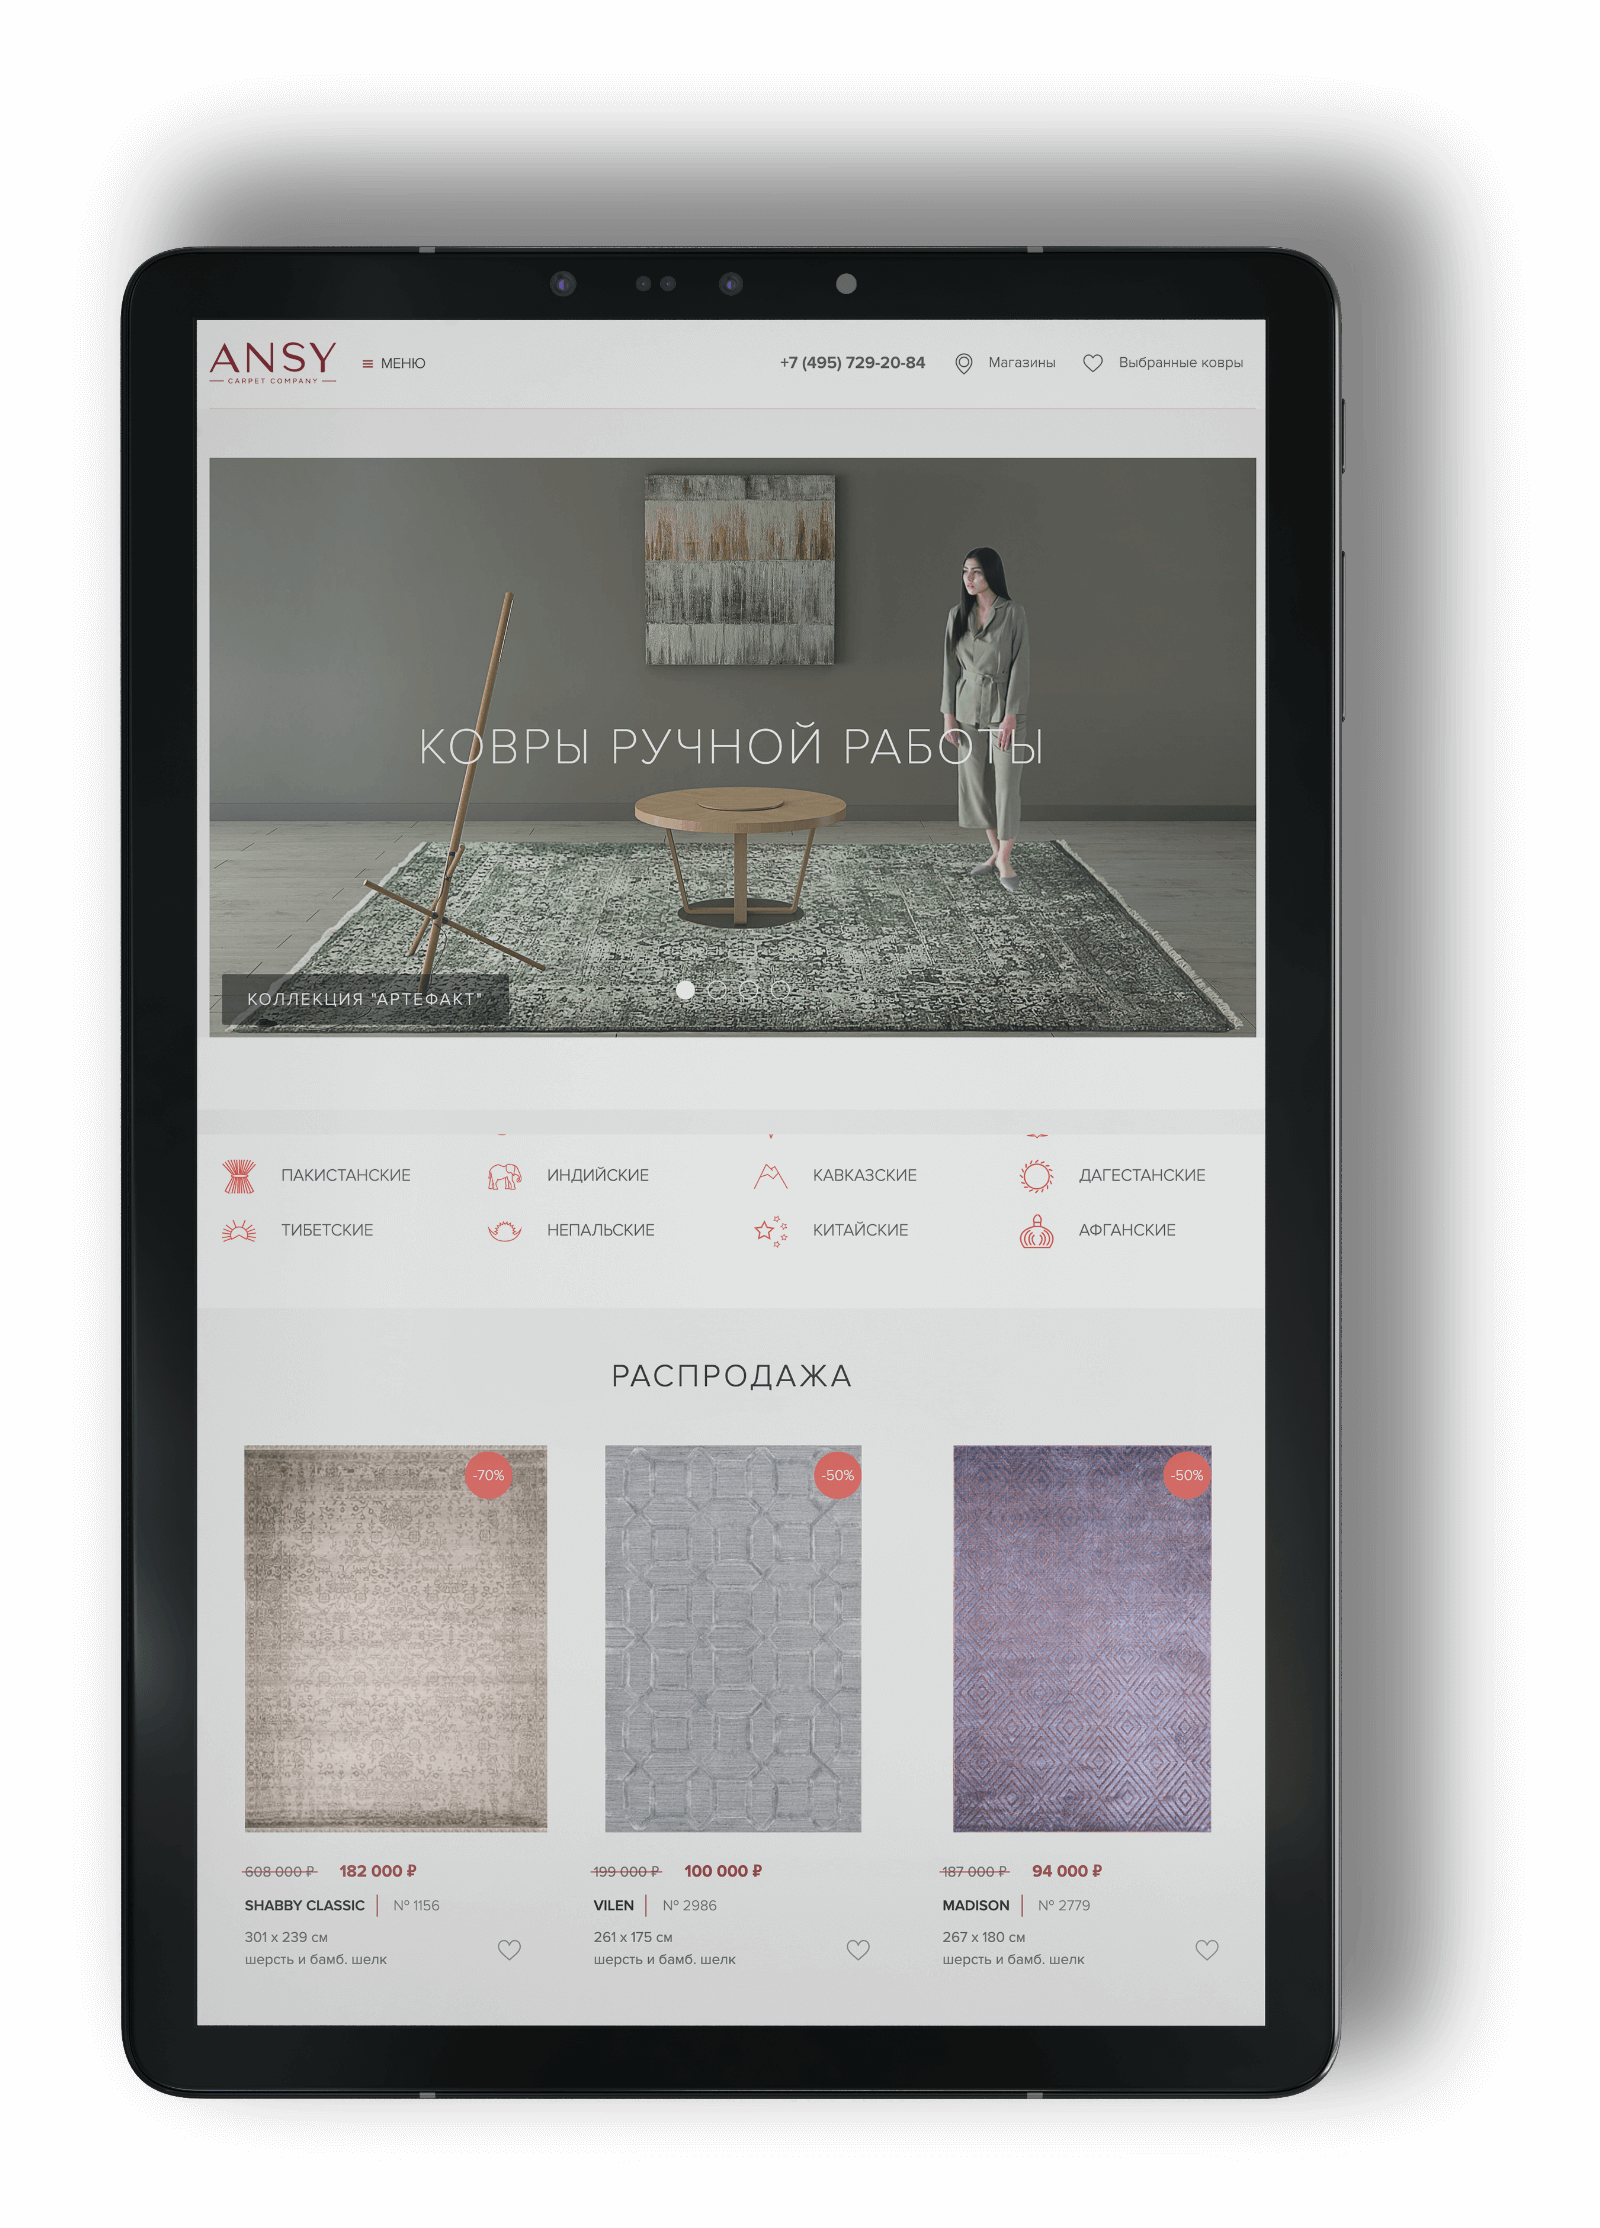 ANSY
CARPET COMPANY
МЕНЮ
+7 (495) 729-20-84
Магазины
Выбранные ковры
КОВРЫ РУЧНОЙ РАБОТЫ
КОЛЛЕКЦИЯ "АРТЕФАКТ"
ПАКИСТАНСКИЕ
ИНДИЙСКИЕ
КАВКАЗСКИЕ
ДАГЕСТАНСКИЕ
ТИБЕТСКИЕ
НЕПАЛЬСКИЕ
КИТАЙСКИЕ
АФГАНСКИЕ
РАСПРОДАЖА
-70%
-50%
-50%
608 000 ₽ 182 000 ₽
SHABBY CLASSIC | № 1156
301 x 239 см
шерсть и бамб. шелк
199 000 ₽ 100 000 ₽
VILEN | № 2986
261 x 175 см
шерсть и бамб. шелк
187 000 ₽ 94 000 ₽
MADISON | № 2779
267 x 180 см
шерсть и бамб. шелк